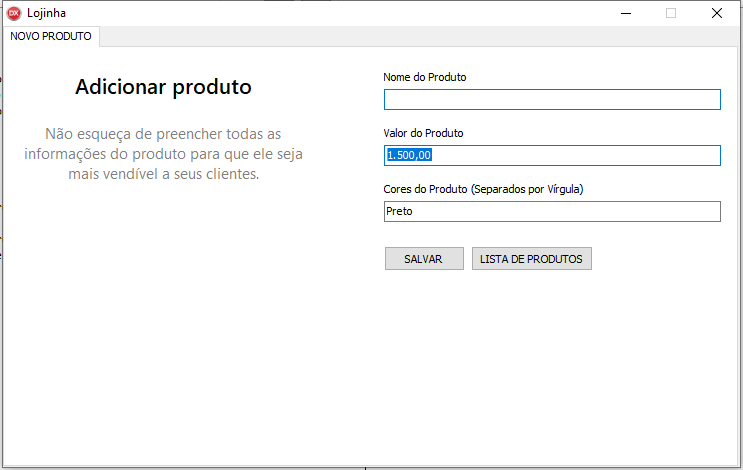 DX Lojinha
NOVO PRODUTO
Adicionar produto
Não esqueça de preencher todas as
informações do produto para que ele seja
mais vendível a seus clientes.
Nome do Produto
Valor do Produto
1.500,00
Cores do Produto (Separados por Vírgula)
Preto
SALVAR
LISTA DE PRODUTOS